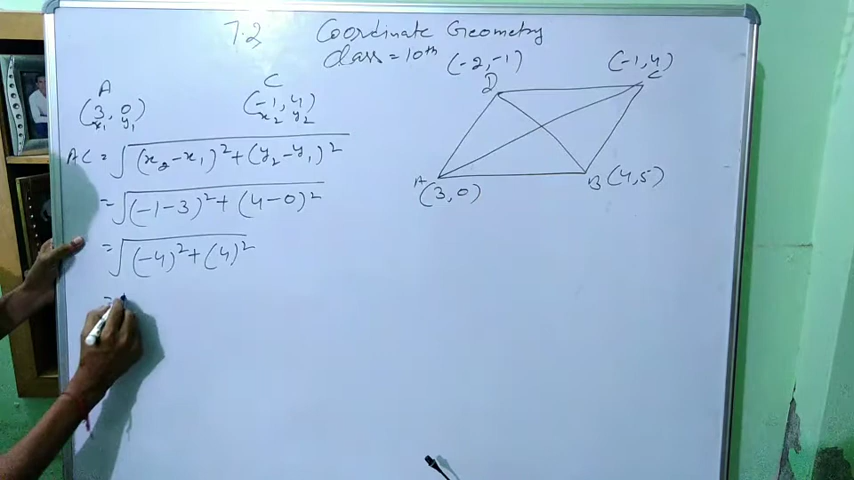 7.2 Coordinate Geometry
Class = 10th
(-2, -1) (-1, 4)
D C
A C
(3, 0) (-1, 4)
x₁ y₁ x₂ y₂
AC = √(x₂-x₁)²+(y₂-y₁)²
= √(-1-3)²+(4-0)²
= √(-4)²+(4)²
=
A B (4,5)
(3, 0)